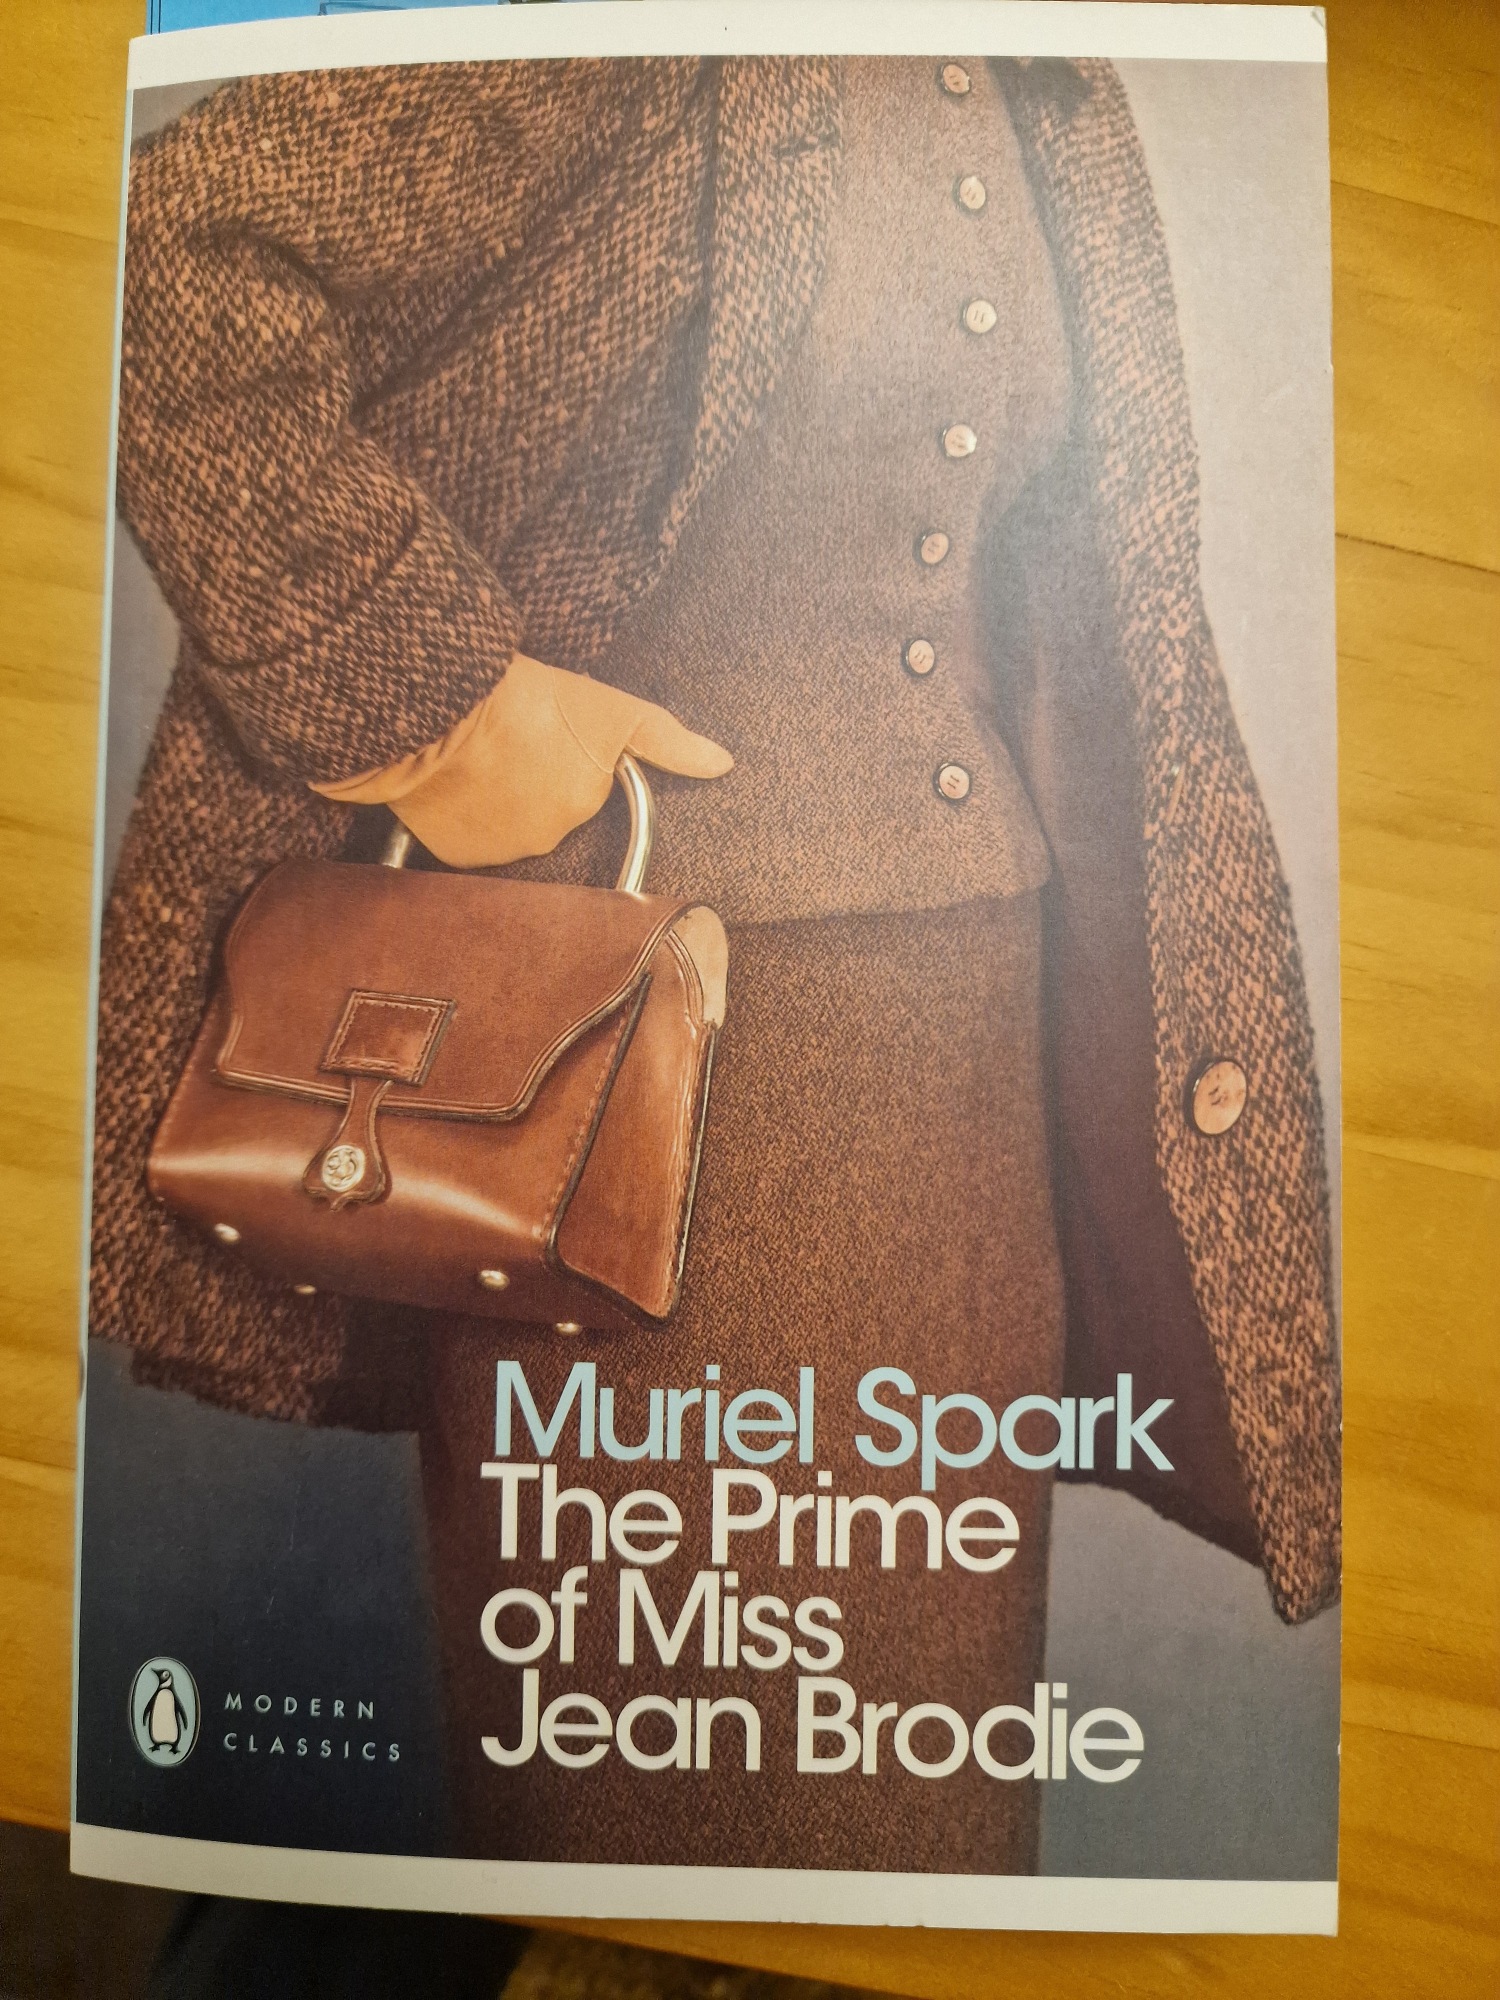 Muriel Spark
The Prime
of Miss
Jean Brodie
MODERN
CLASSICS